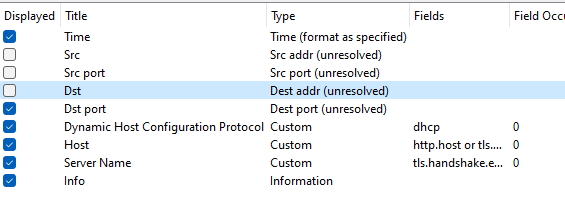 Displayed Title Type Fields Field Occu
Time Time (format as specified)
Src Src addr (unresolved)
Src port Src port (unresolved)
Dst Dest addr (unresolved)
Dst port Dest port (unresolved)
Dynamic Host Configuration Protocol Custom dhcp 0
Host Custom http.host or tls.... 0
Server Name Custom tls.handshake.e... 0
Info Information